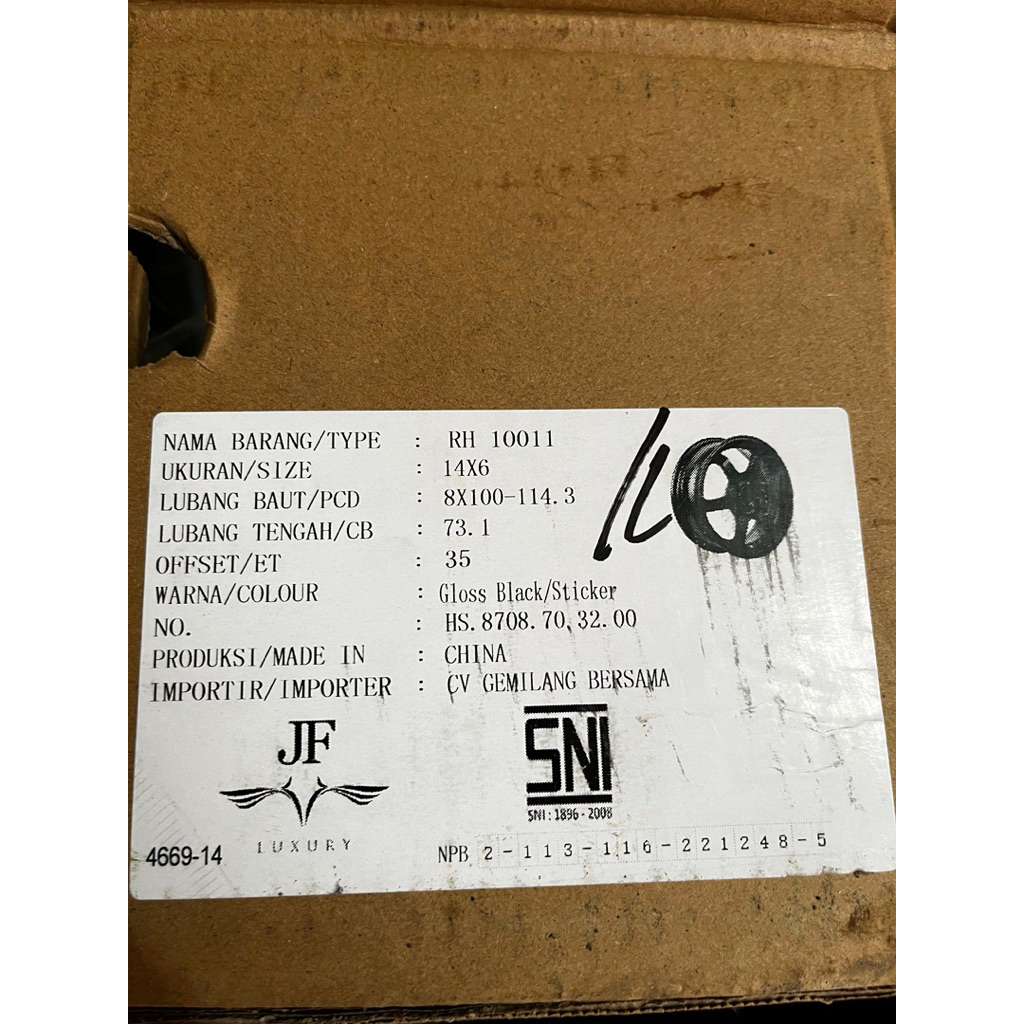 NAMA BARANG/TYPE : RH 10011
UKURAN/SIZE : 14X6
LUBANG BAUT/PCD : 8X100-114.3
LUBANG TENGAH/CB : 73.1
OFFSET/ET : 35
WARNA/COLOUR : Gloss Black/Sticker
NO. : HS.8708.70.32.00
PRODUKSI/MADE IN : CHINA
IMPORTIR/IMPORTER : CV GEMILANG BERSAMA
JF
LUXURY
SNI
SNI : 1896 - 2008
4669-14
NPB 2-113-116-221248-5